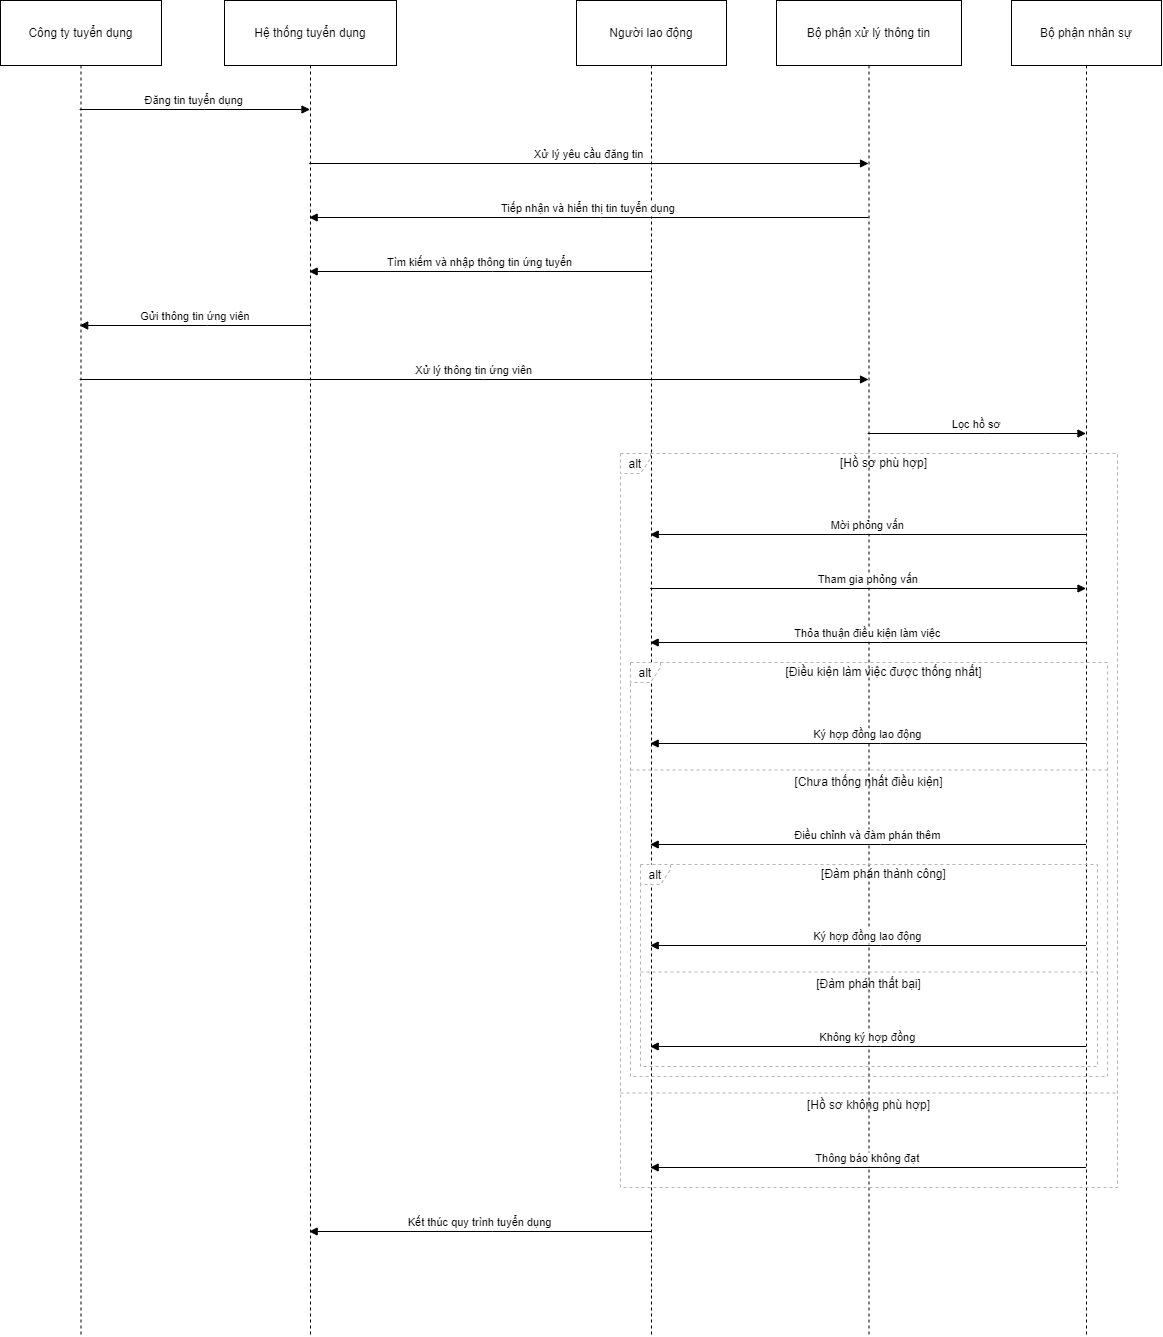 Công ty tuyển dụng
Hệ thống tuyển dụng
Người lao động
Bộ phận xử lý thông tin
Bộ phận nhân sự
Đăng tin tuyển dụng
Xử lý yêu cầu đăng tin
Tiếp nhận và hiển thị tin tuyển dụng
Tìm kiếm và nhập thông tin ứng tuyển
Gửi thông tin ứng viên
Xử lý thông tin ứng viên
Lọc hồ sơ
alt
[Hồ sơ phù hợp]
Mời phỏng vấn
Tham gia phỏng vấn
Thỏa thuận điều kiện làm việc
alt
[Điều kiện làm việc được thống nhất]
Ký hợp đồng lao động
[Chưa thống nhất điều kiện]
Điều chỉnh và đàm phán thêm
alt
[Đàm phán thành công]
Ký hợp đồng lao động
[Đàm phán thất bại]
Không ký hợp đồng
[Hồ sơ không phù hợp]
Thông báo không đạt
Kết thúc quy trình tuyển dụng